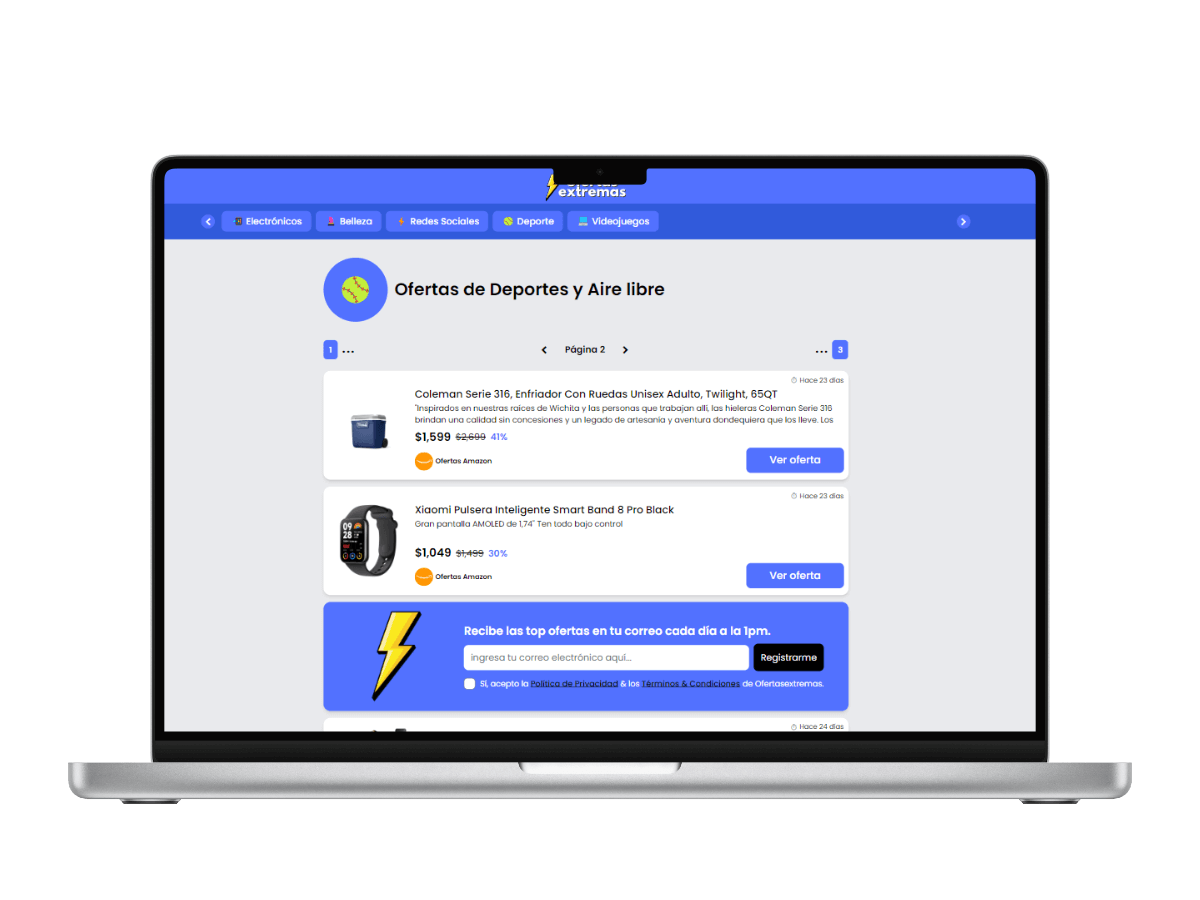 extremas
Electrónicos
Belleza
Redes Sociales
Deporte
Videojuegos
Ofertas de Deportes y Aire libre
1 ... Página 2 ... 3
Hace 23 días
Coleman Serie 316, Enfriador Con Ruedas Unisex Adulto, Twilight, 65QT
"Inspirados en nuestras raíces de Wichita y las personas que trabajan allí, las hieleras Coleman Serie 316
brindan una calidad sin concesiones y un legado de artesanía y aventura dondequiera que los lleve. Los
$1,599 $2,699 41%
Ofertas Amazon
Ver oferta
Hace 23 días
Xiaomi Pulsera Inteligente Smart Band 8 Pro Black
Gran pantalla AMOLED de 1,74" Ten todo bajo control
09
28
$1,049 $1,499 30%
Ofertas Amazon
Ver oferta
Recibe las top ofertas en tu correo cada día a la 1pm.
ingresa tu correo electrónico aquí...
Registrarme
Sí, acepto la Política de Privacidad & los Términos & Condiciones de Ofertasextremas.
Hace 24 días